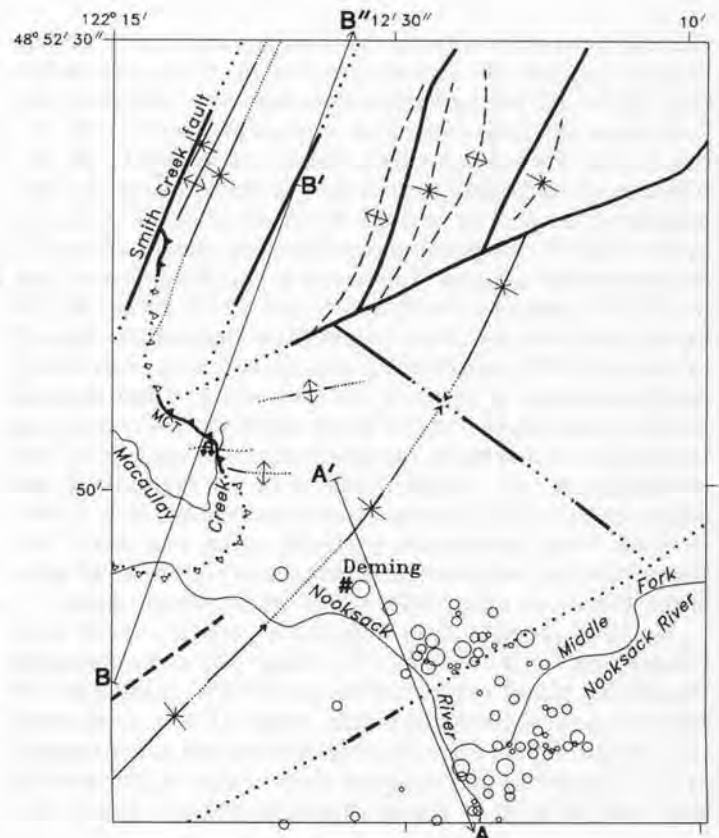 122° 15′
B″
12′ 30″
10′
48° 52′ 30″
Smith Creek fault
B′
MCT
Macaulay
Creek
50′
A′
Deming
#
Nooksack
River
Middle Fork
Nooksack River
B
A